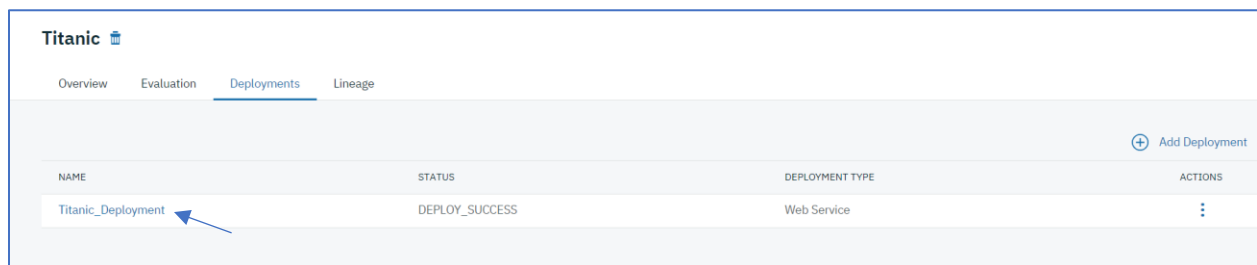 Titanic
Overview Evaluation Deployments Lineage
Add Deployment
NAME STATUS DEPLOYMENT TYPE ACTIONS
Titanic_Deployment DEPLOY_SUCCESS Web Service